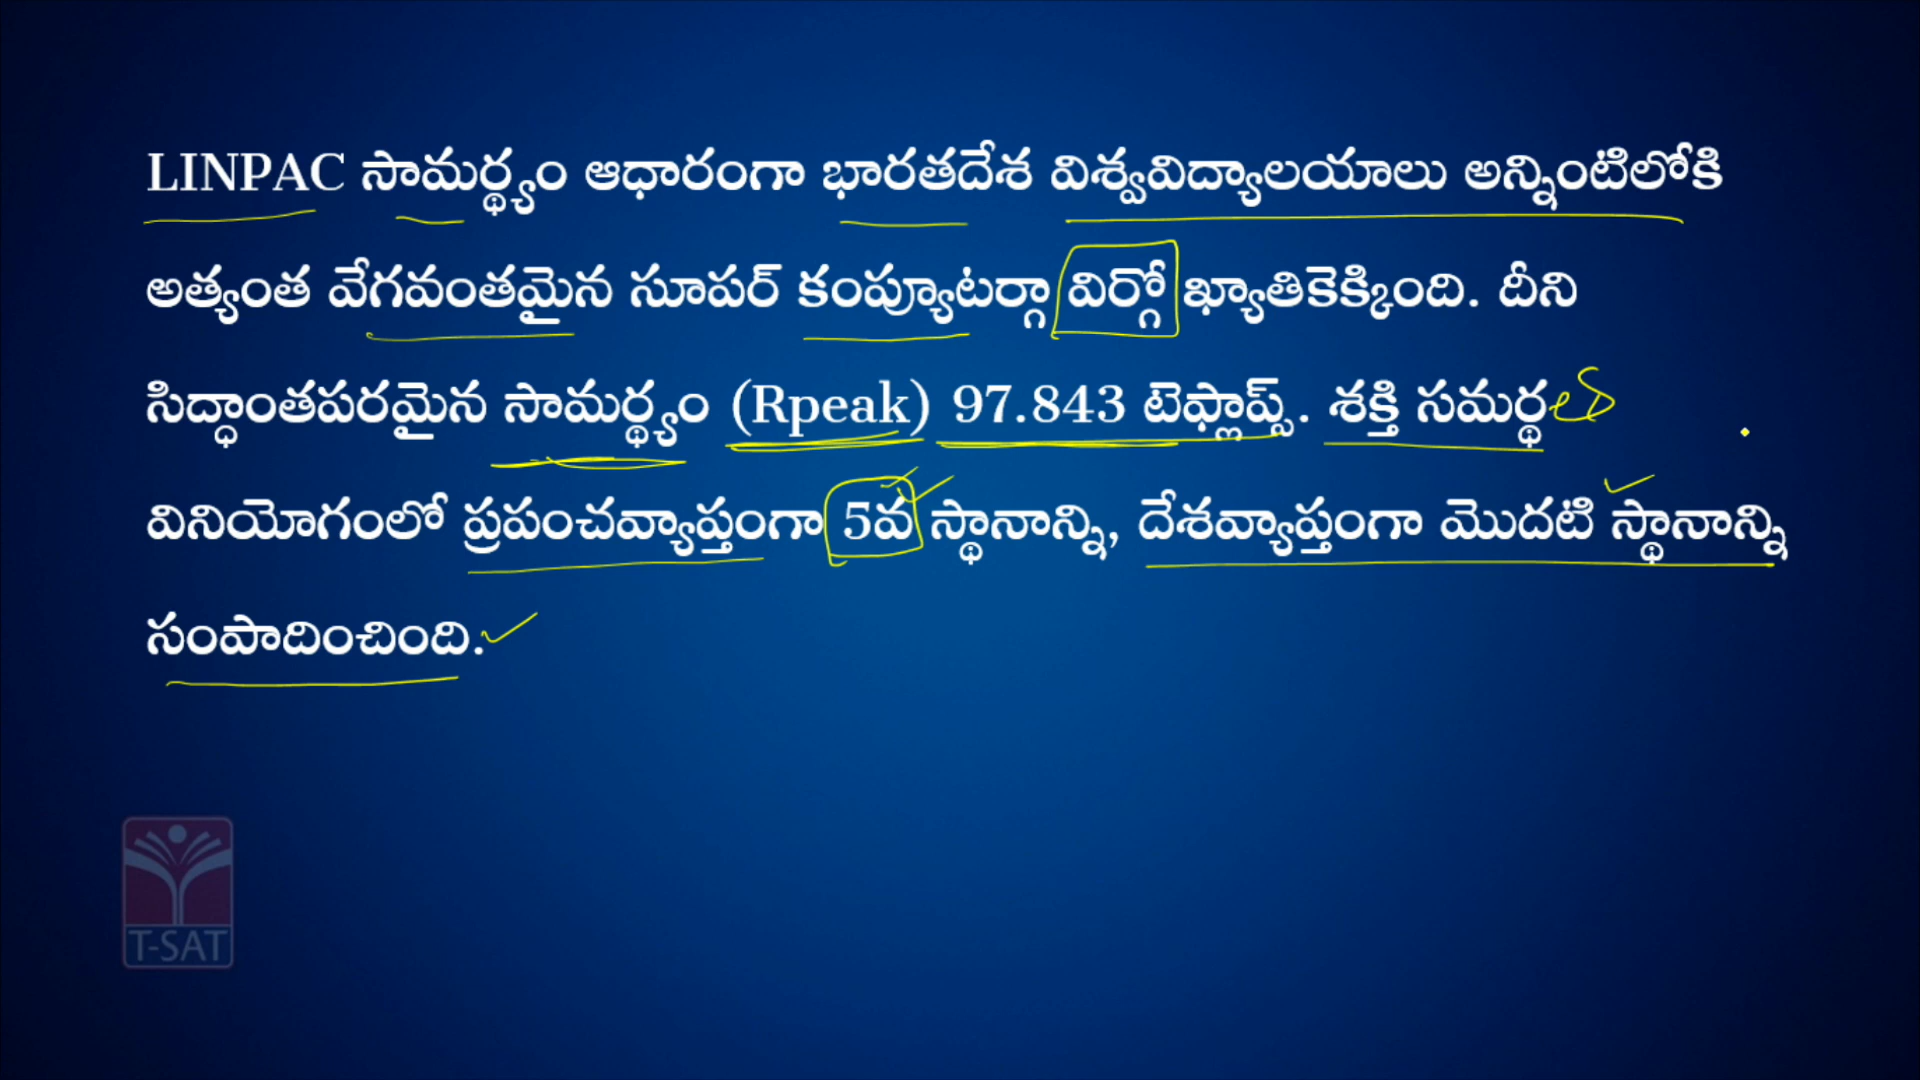 LINPAC సామర్థ్యం ఆధారంగా భారతదేశ విశ్వవిద్యాలయాలు అన్నింటిలోకి
అత్యంత వేగవంతమైన సూపర్ కంప్యూటర్గా విర్గో ఖ్యాతికెక్కింది. దీని
సిద్ధాంతపరమైన సామర్థ్యం (Rpeak) 97.843 టెఫ్లాప్స్. శక్తి సమర్థత
వినియోగంలో ప్రపంచవ్యాప్తంగా 5వ స్థానాన్ని, దేశవ్యాప్తంగా మొదటి స్థానాన్ని
సంపాదించింది.
T-SAT